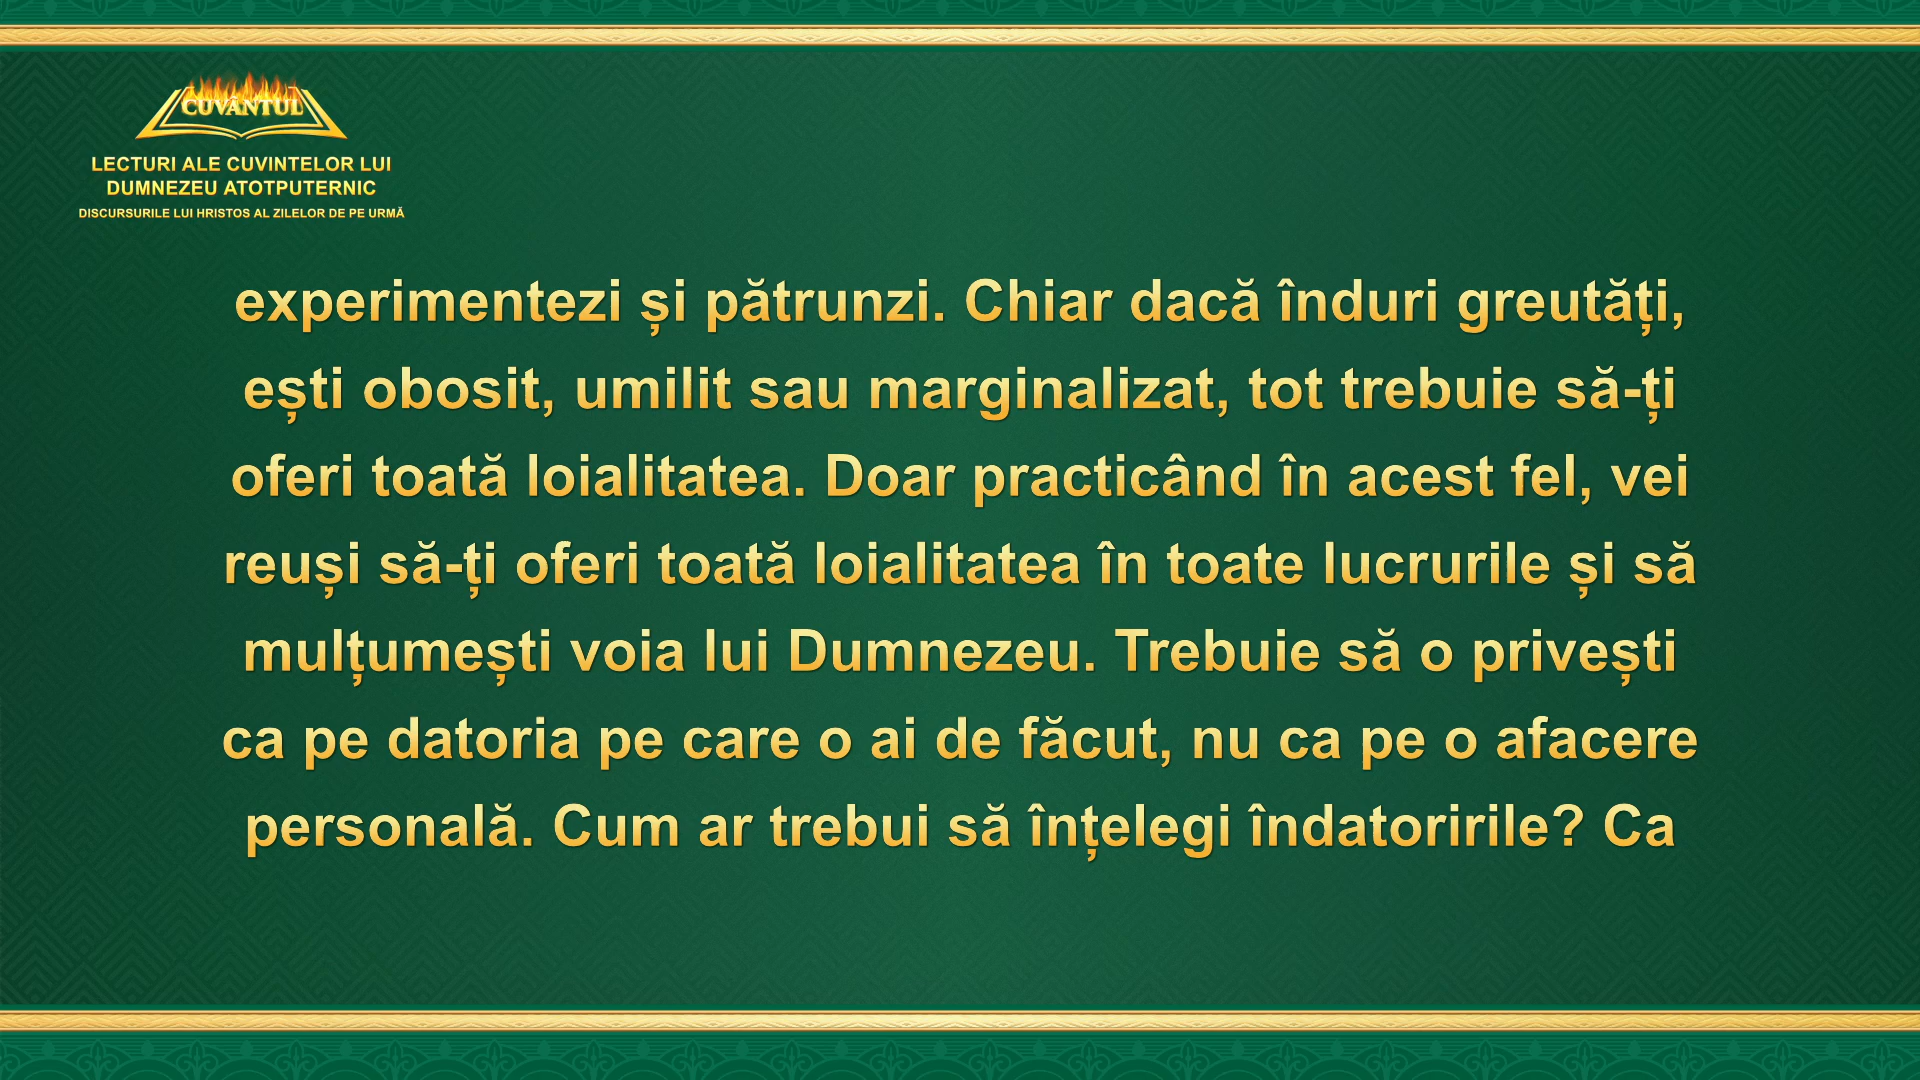 CUVÂNTUL
LECTURI ALE CUVINTELOR LUI
DUMNEZEU ATOTPUTERNIC
DISCURSURILE LUI HRISTOS AL ZILELOR DE PE URMĂ
experimentezi și pătrunzi. Chiar dacă înduri greutăți,
ești obosit, umilit sau marginalizat, tot trebuie să-ți
oferi toată loialitatea. Doar practicând în acest fel, vei
reuși să-ți oferi toată loialitatea în toate lucrurile și să
mulțumești voia lui Dumnezeu. Trebuie să o privești
ca pe datoria pe care o ai de făcut, nu ca pe o afacere
personală. Cum ar trebui să înțelegi îndatoririle? Ca